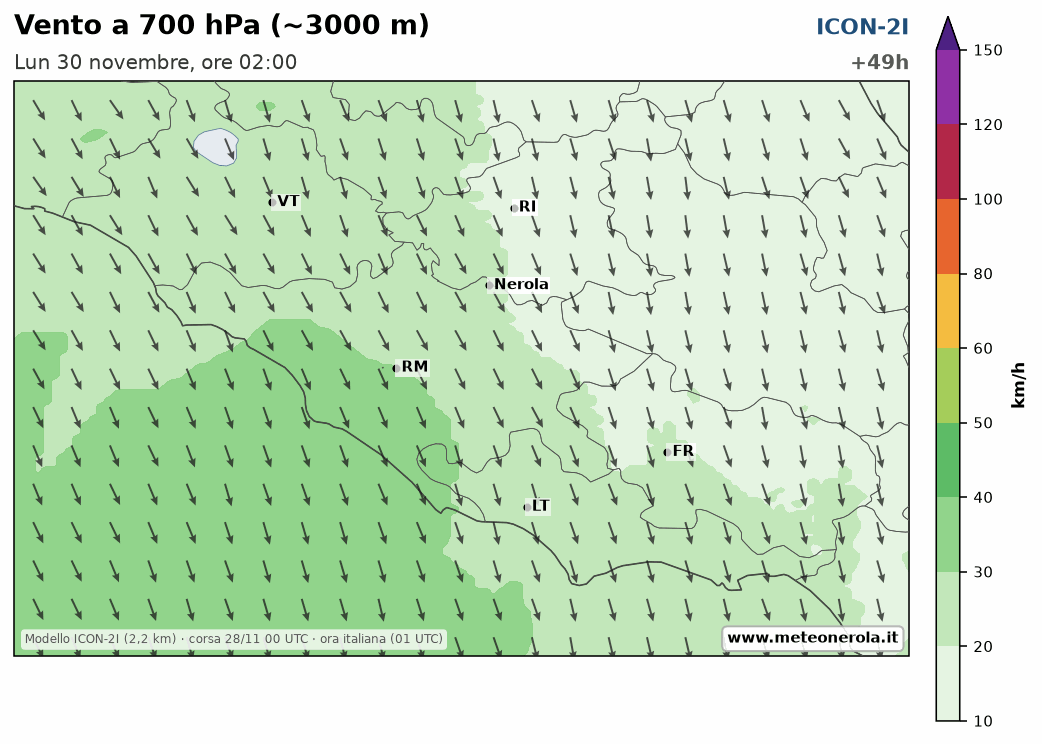 Vento a 700 hPa (~3000 m)
ICON-2I
Lun 30 novembre, ore 02:00
+49h
150
120
100
80
60
50
40
30
20
10
km/h
VT
RI
Nerola
RM
FR
LT
Modello ICON-2I (2,2 km) · corsa 28/11 00 UTC · ora italiana (01 UTC)
www.meteonerola.it